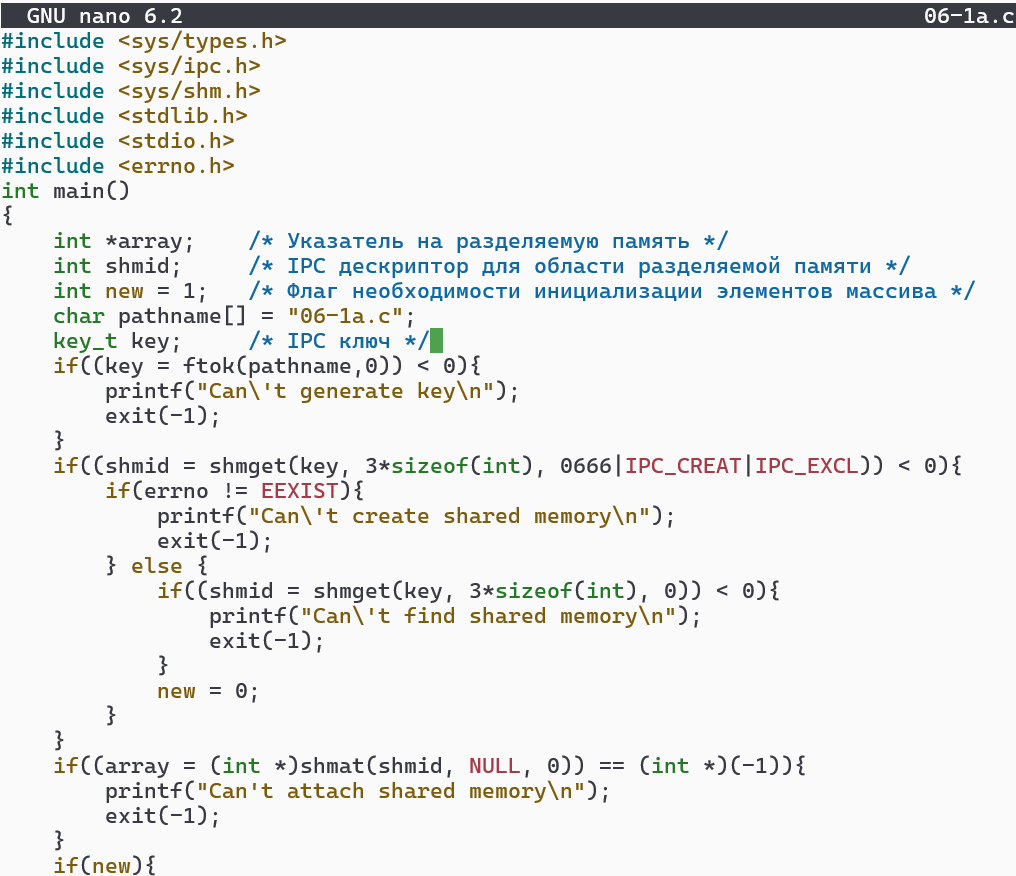 GNU nano 6.2 06-1a.c
#include <sys/types.h>
#include <sys/ipc.h>
#include <sys/shm.h>
#include <stdlib.h>
#include <stdio.h>
#include <errno.h>
int main()
{
    int *array;    /* Указатель на разделяемую память */
    int shmid;     /* IPC дескриптор для области разделяемой памяти */
    int new = 1;   /* Флаг необходимости инициализации элементов массива */
    char pathname[] = "06-1a.c";
    key_t key;     /* IPC ключ */
    if((key = ftok(pathname,0)) < 0){
        printf("Can\'t generate key\n");
        exit(-1);
    }
    if((shmid = shmget(key, 3*sizeof(int), 0666|IPC_CREAT|IPC_EXCL)) < 0){
        if(errno != EEXIST){
            printf("Can\'t create shared memory\n");
            exit(-1);
        } else {
            if((shmid = shmget(key, 3*sizeof(int), 0)) < 0){
                printf("Can\'t find shared memory\n");
                exit(-1);
            }
            new = 0;
        }
    }
    if((array = (int *)shmat(shmid, NULL, 0)) == (int *)(-1)){
        printf("Can't attach shared memory\n");
        exit(-1);
    }
    if(new){